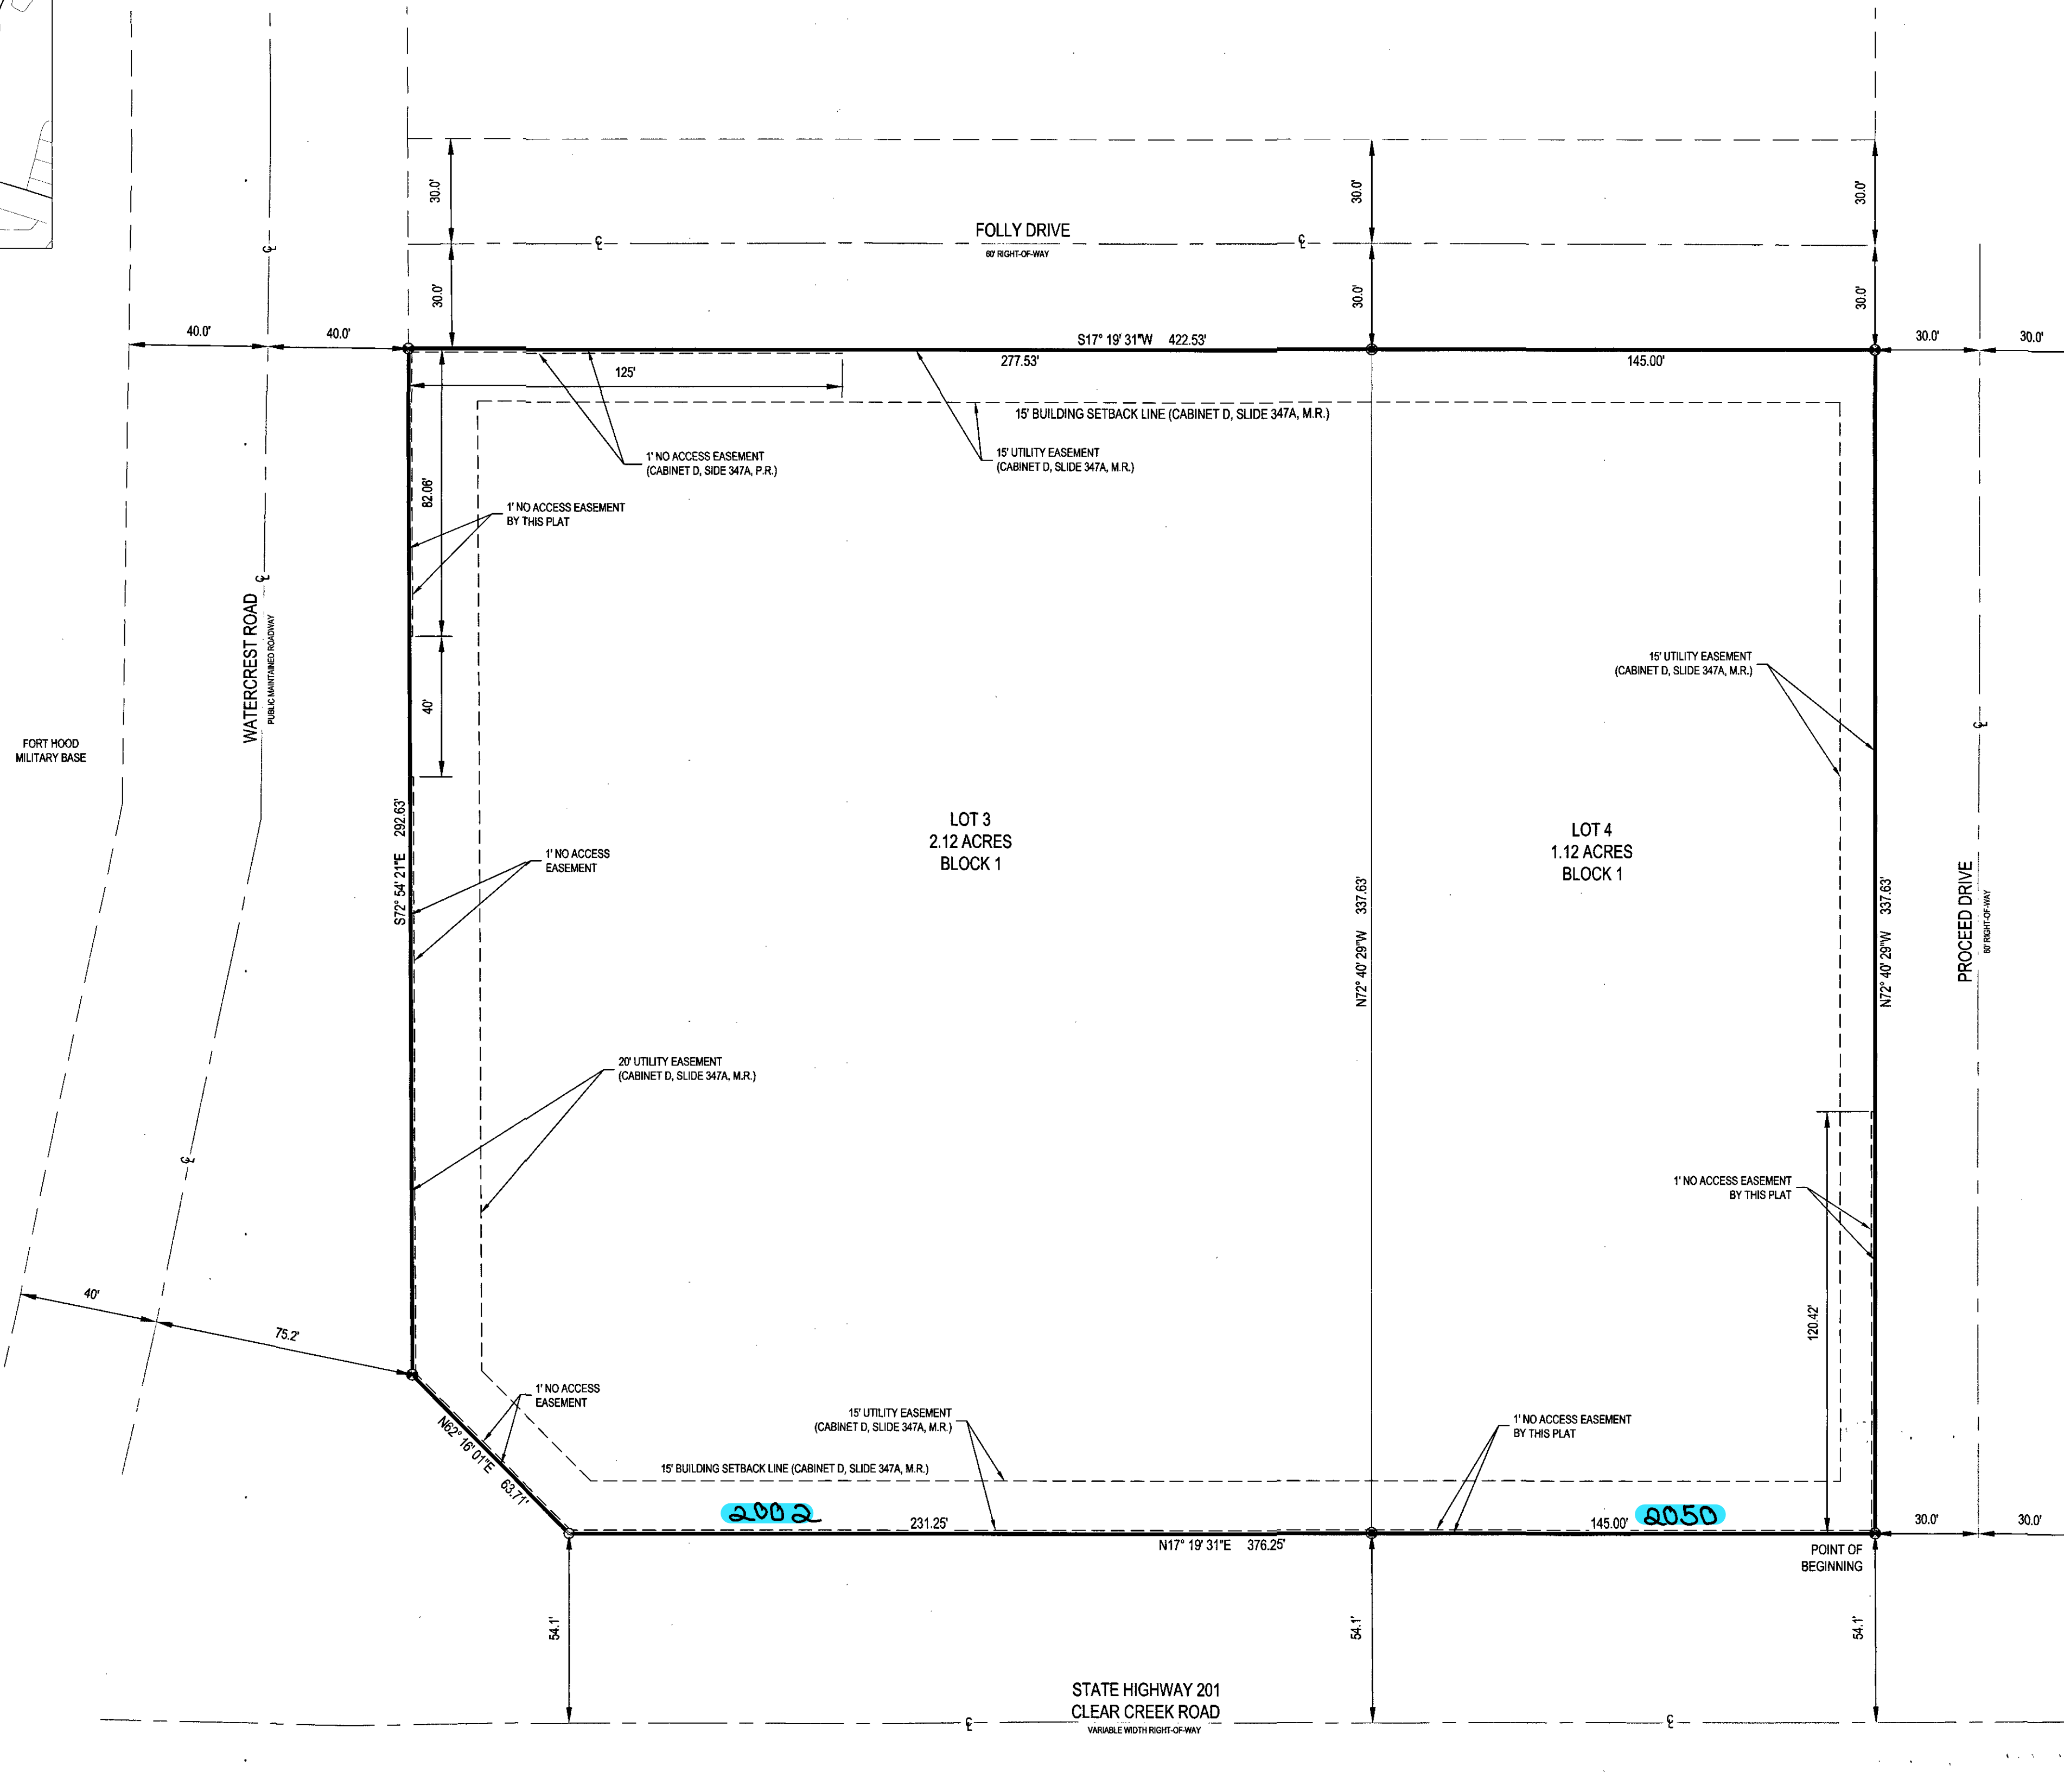 30.0'
30.0'
30.0'
FOLLY DRIVE
60' RIGHT-OF-WAY
℄
℄
℄
30.0'
30.0'
30.0'
40.0'
40.0'
S17° 19' 31"W 422.53'
30.0'
30.0'
277.53'
145.00'
125'
15' BUILDING SETBACK LINE (CABINET D, SLIDE 347A, M.R.)
1' NO ACCESS EASEMENT
(CABINET D, SIDE 347A, P.R.)
15' UTILITY EASEMENT
(CABINET D, SLIDE 347A, M.R.)
82.06'
1' NO ACCESS EASEMENT
BY THIS PLAT
℄
WATERCREST ROAD
PUBLIC MAINTAINED ROADWAY
40'
15' UTILITY EASEMENT
(CABINET D, SLIDE 347A, M.R.)
℄
FORT HOOD
MILITARY BASE
S72° 54' 21"E 292.63'
LOT 3
2.12 ACRES
BLOCK 1
LOT 4
1.12 ACRES
BLOCK 1
1' NO ACCESS
EASEMENT
N72° 40' 29"W 337.63'
N72° 40' 29"W 337.63'
PROCEED DRIVE
60' RIGHT-OF-WAY
20' UTILITY EASEMENT
(CABINET D, SLIDE 347A, M.R.)
℄
1' NO ACCESS EASEMENT
BY THIS PLAT
40'
75.2'
120.42'
1' NO ACCESS
EASEMENT
N62° 16' 01"E 63.71'
15' UTILITY EASEMENT
(CABINET D, SLIDE 347A, M.R.)
1' NO ACCESS EASEMENT
BY THIS PLAT
15' BUILDING SETBACK LINE (CABINET D, SLIDE 347A, M.R.)
2002
231.25'
145.00'
2050
30.0'
30.0'
N17° 19' 31"E 376.25'
POINT OF
BEGINNING
54.1'
54.1'
54.1'
STATE HIGHWAY 201
CLEAR CREEK ROAD
VARIABLE WIDTH RIGHT-OF-WAY
℄
℄